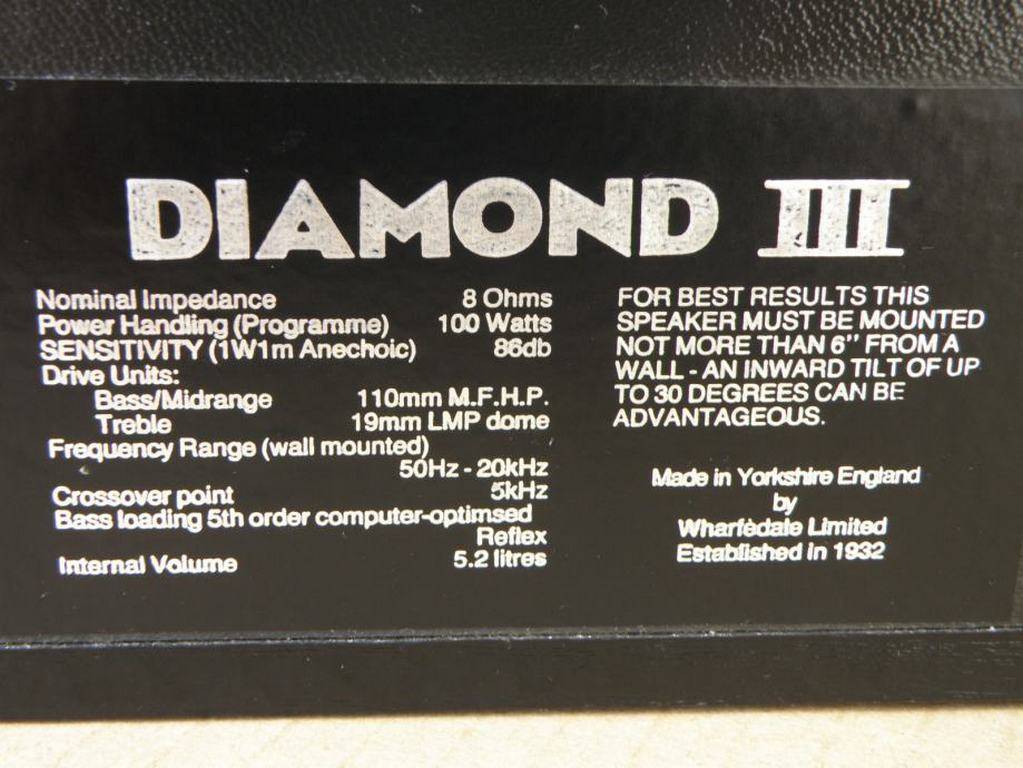 DIAMOND III
Nominal Impedance 8 Ohms
Power Handling (Programme) 100 Watts
SENSITIVITY (1W1m Anechoic) 86db
Drive Units:
Bass/Midrange 110mm M.F.H.P.
Treble 19mm LMP dome
Frequency Range (wall mounted)
50Hz - 20kHz
Crossover point 5kHz
Bass loading 5th order computer-optimsed
Reflex
Internal Volume 5.2 litres
FOR BEST RESULTS THIS
SPEAKER MUST BE MOUNTED
NOT MORE THAN 6" FROM A
WALL - AN INWARD TILT OF UP
TO 30 DEGREES CAN BE
ADVANTAGEOUS.
Made in Yorkshire England
by
Wharfedale Limited
Established in 1932